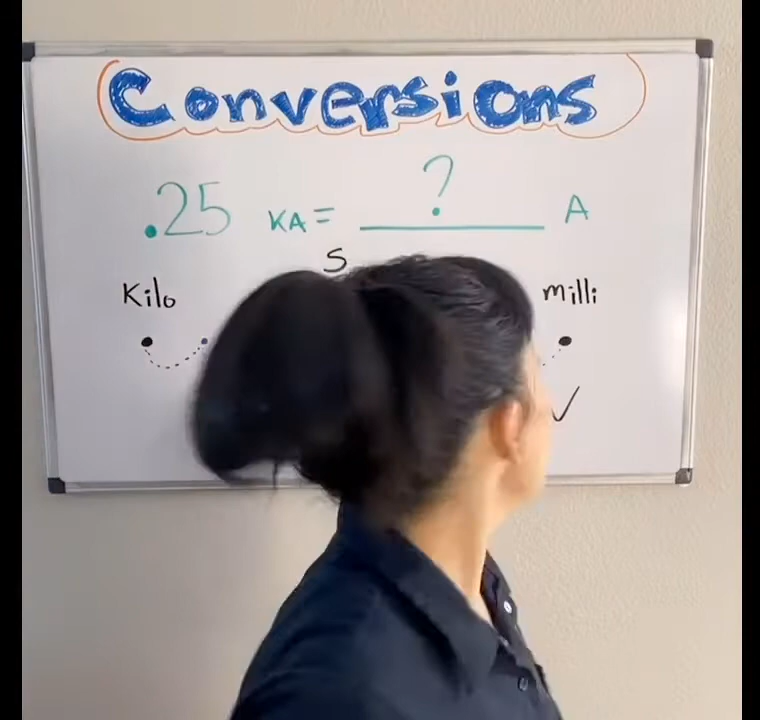 Conversions
.25 KA = ? A
S
Kilo milli
V